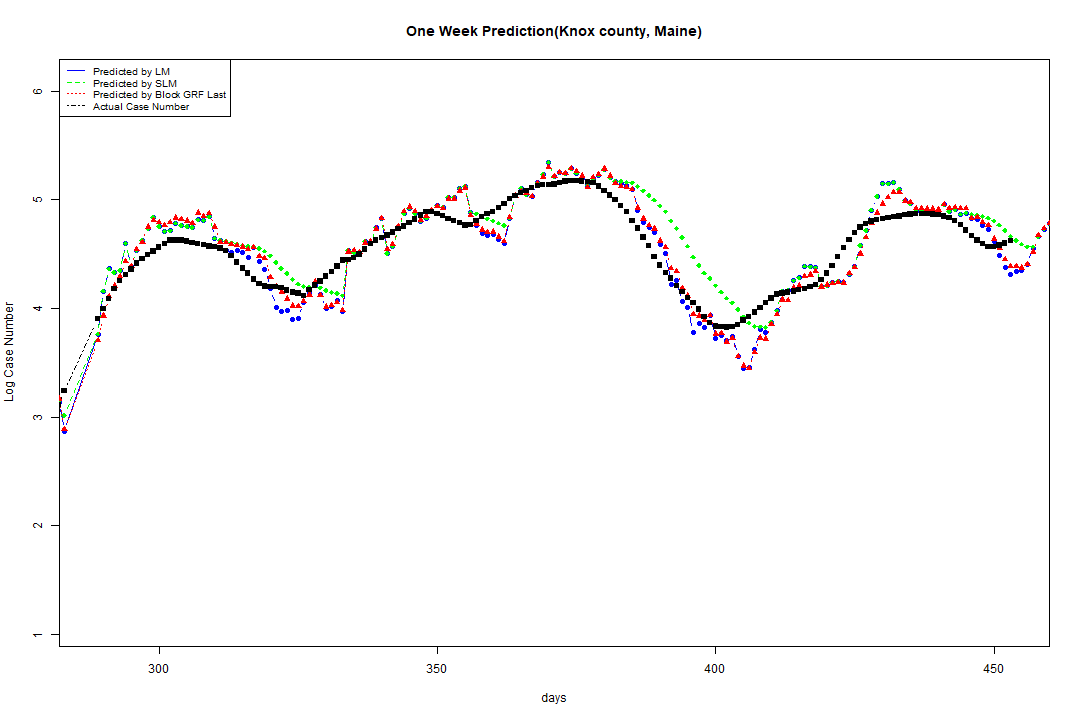 One Week Prediction(Knox county, Maine)
Predicted by LM
Predicted by SLM
Predicted by Block GRF Last
Actual Case Number
6
5
4
3
2
1
Log Case Number
300
350
400
450
days